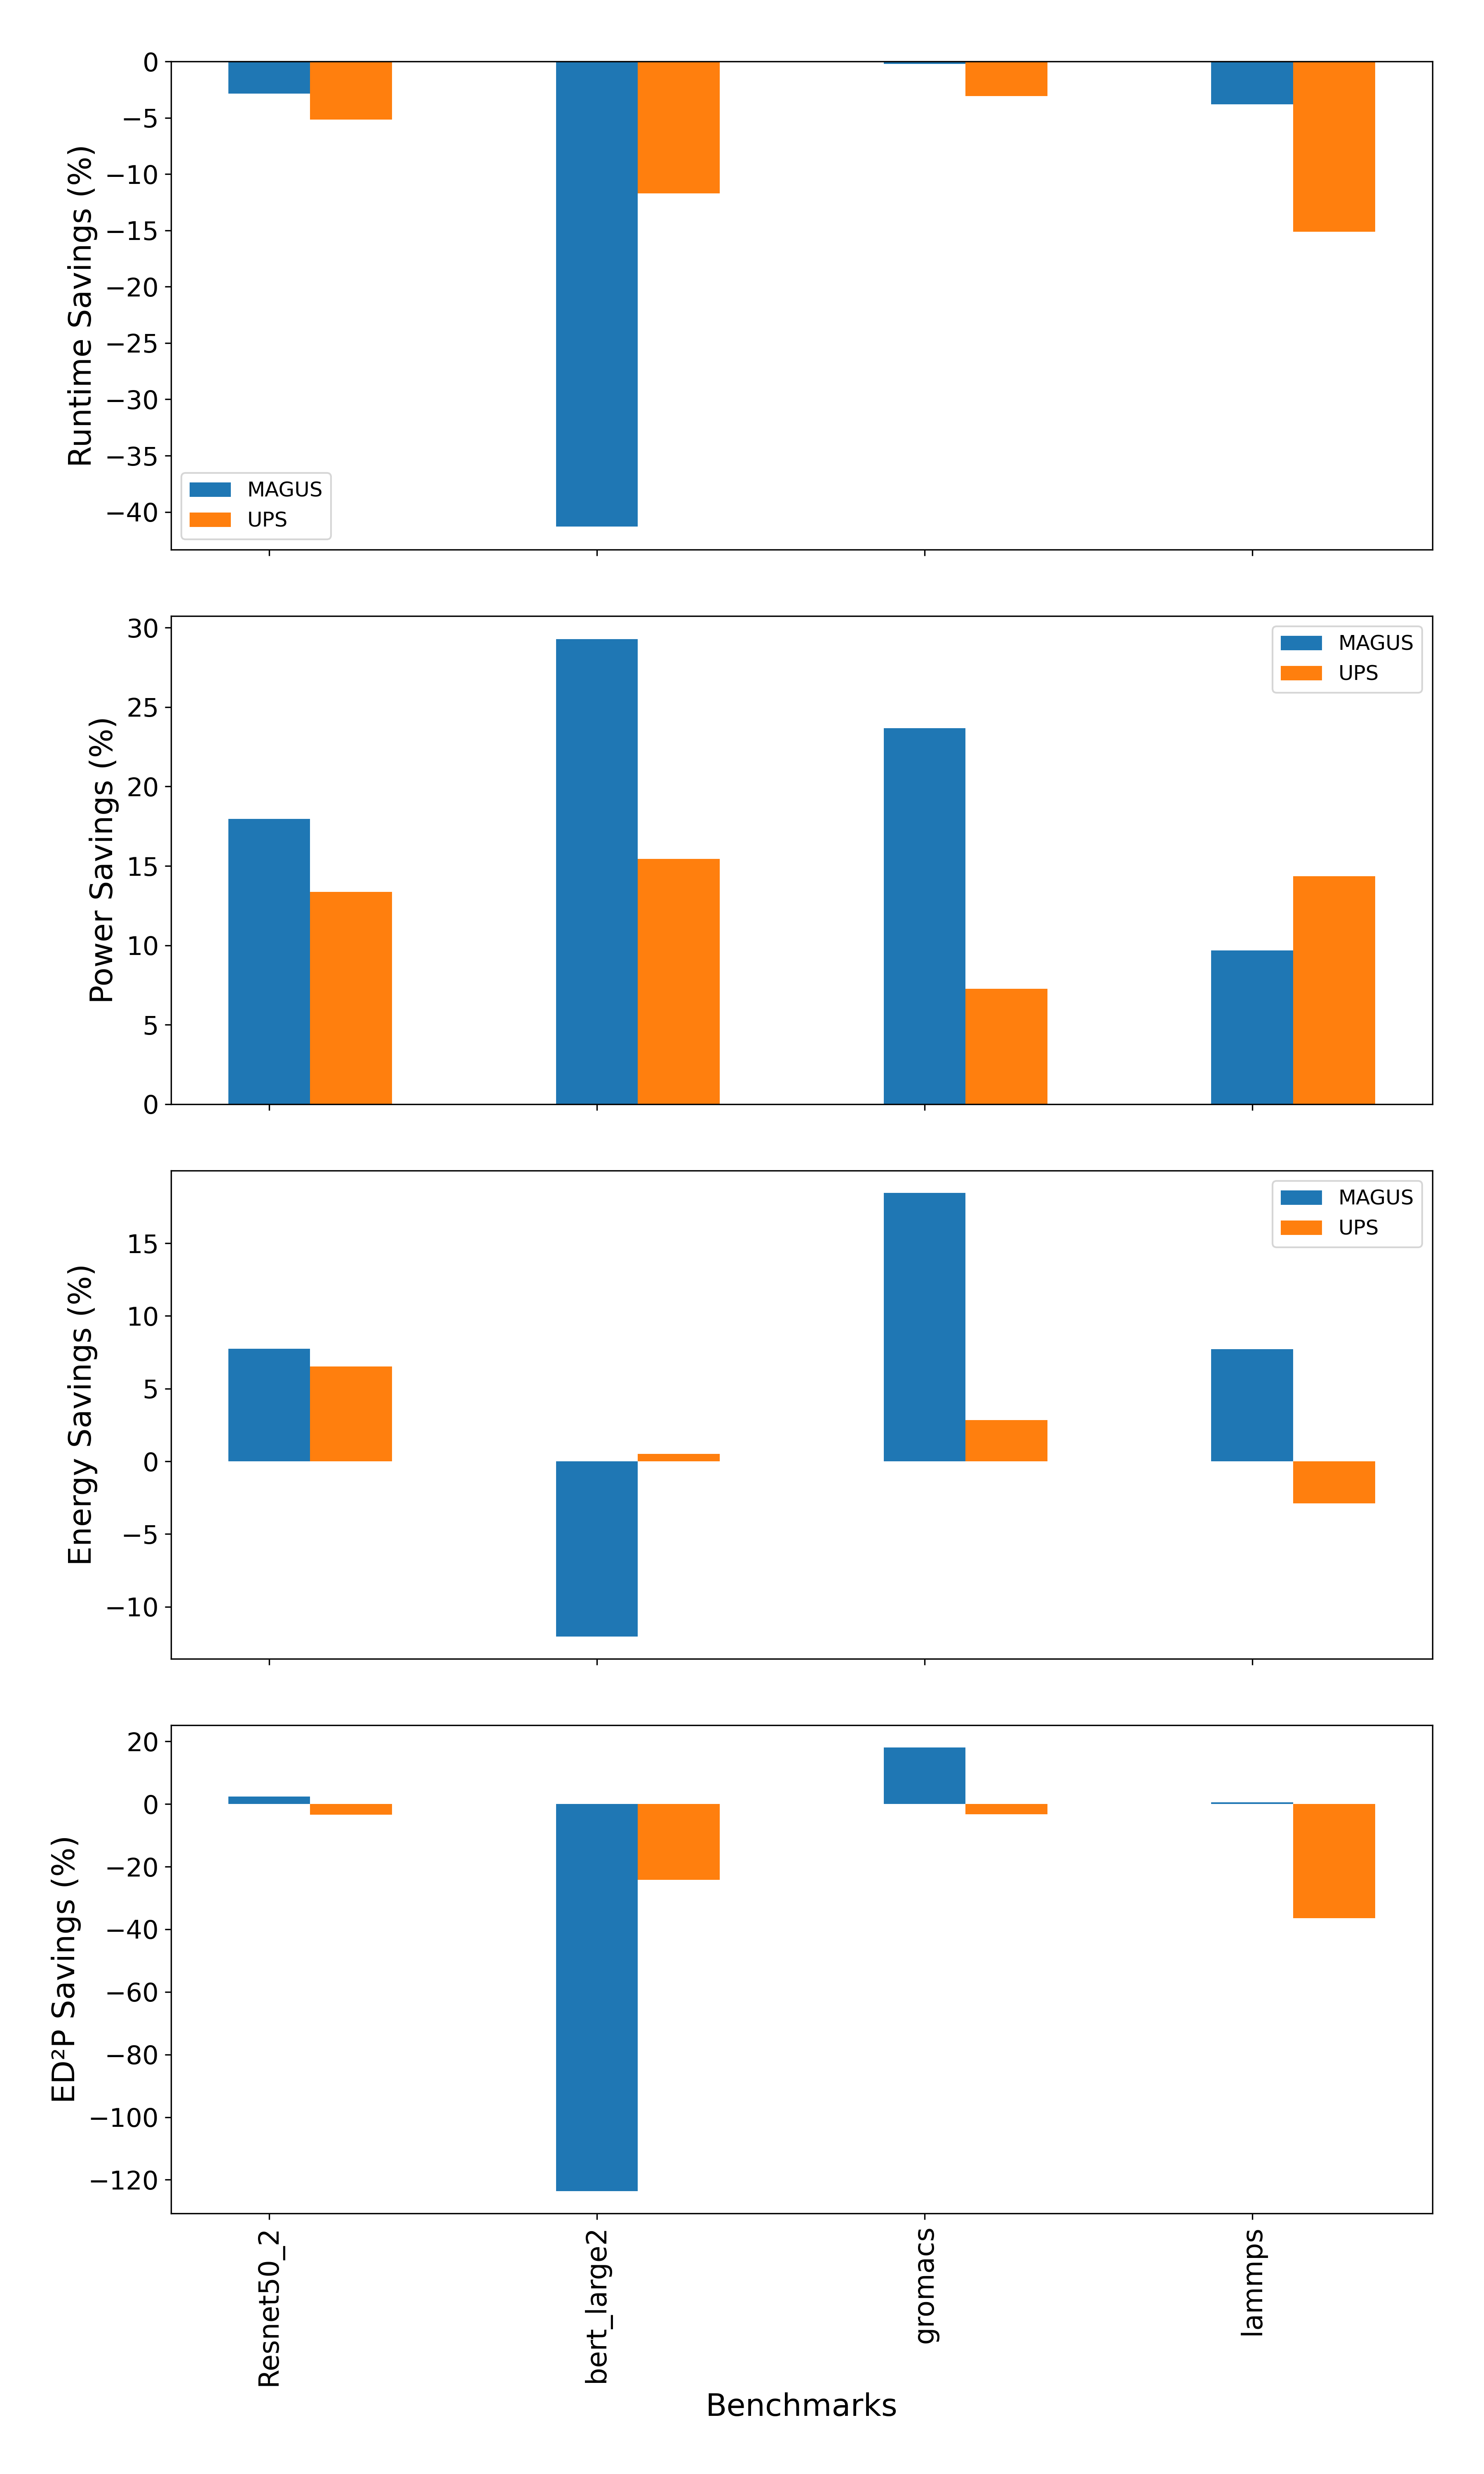 0
−5
−10
−15
−20
−25
−30
−35
−40
Runtime Savings (%)
MAGUS
UPS
30
25
20
15
10
5
0
Power Savings (%)
MAGUS
UPS
15
10
5
0
−5
−10
Energy Savings (%)
MAGUS
UPS
20
0
−20
−40
−60
−80
−100
−120
ED²P Savings (%)
Resnet50_2
bert_large2
gromacs
lammps
Benchmarks